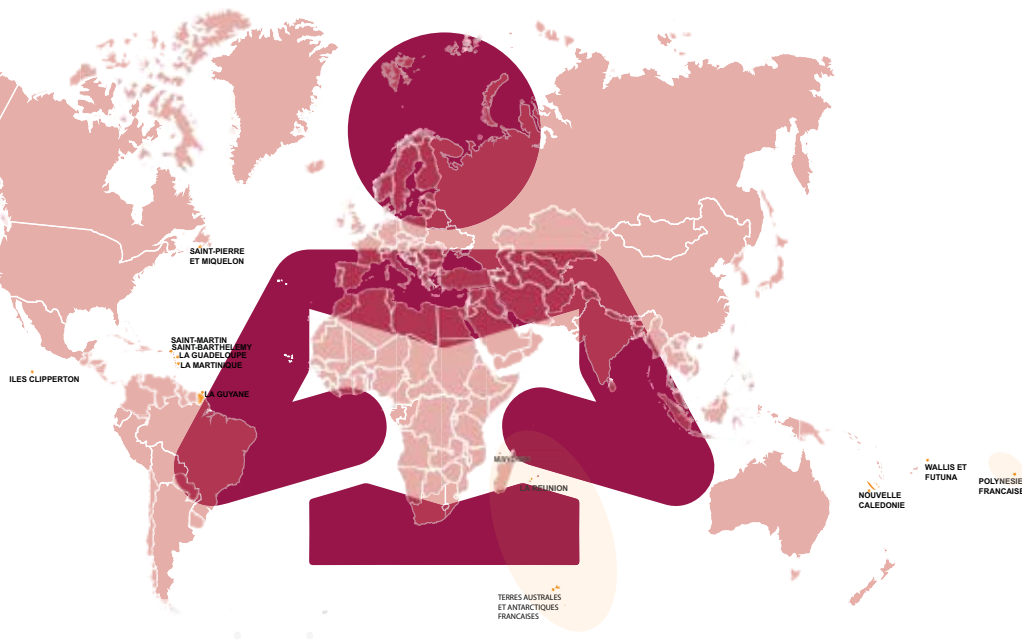 SAINT-PIERRE
ET MIQUELON
SAINT-MARTIN
SAINT-BARTHELEMY
LA GUADELOUPE
LA MARTINIQUE
ILES CLIPPERTON
LA GUYANE
LA REUNION
WALLIS ET
FUTUNA
POLYNESIE
FRANCAISE
NOUVELLE
CALEDONIE
TERRES AUSTRALES
ET ANTARCTIQUES
FRANCAISES